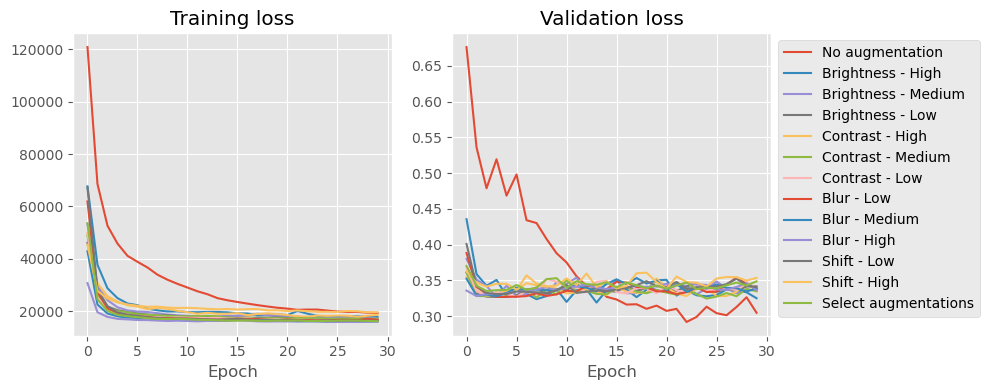 Training loss
Validation loss
120000
100000
80000
60000
40000
20000
0
5
10
15
20
25
30
Epoch
0.65
0.60
0.55
0.50
0.45
0.40
0.35
0.30
0
5
10
15
20
25
30
Epoch
No augmentation
Brightness - High
Brightness - Medium
Brightness - Low
Contrast - High
Contrast - Medium
Contrast - Low
Blur - Low
Blur - Medium
Blur - High
Shift - Low
Shift - High
Select augmentations